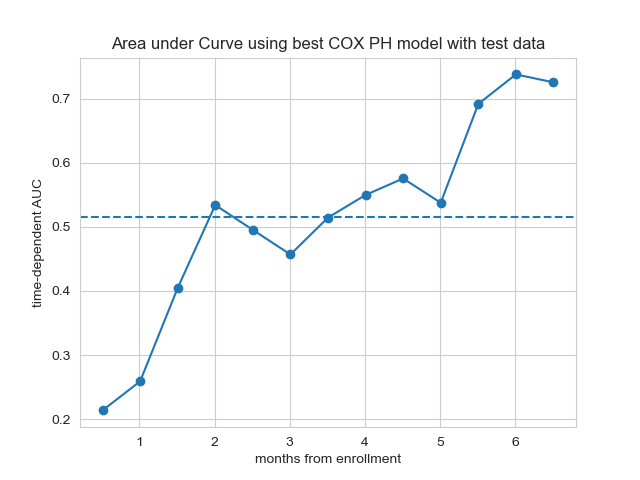 Area under Curve using best COX PH model with test data
time-dependent AUC
0.7
0.6
0.5
0.4
0.3
0.2
1 2 3 4 5 6
months from enrollment